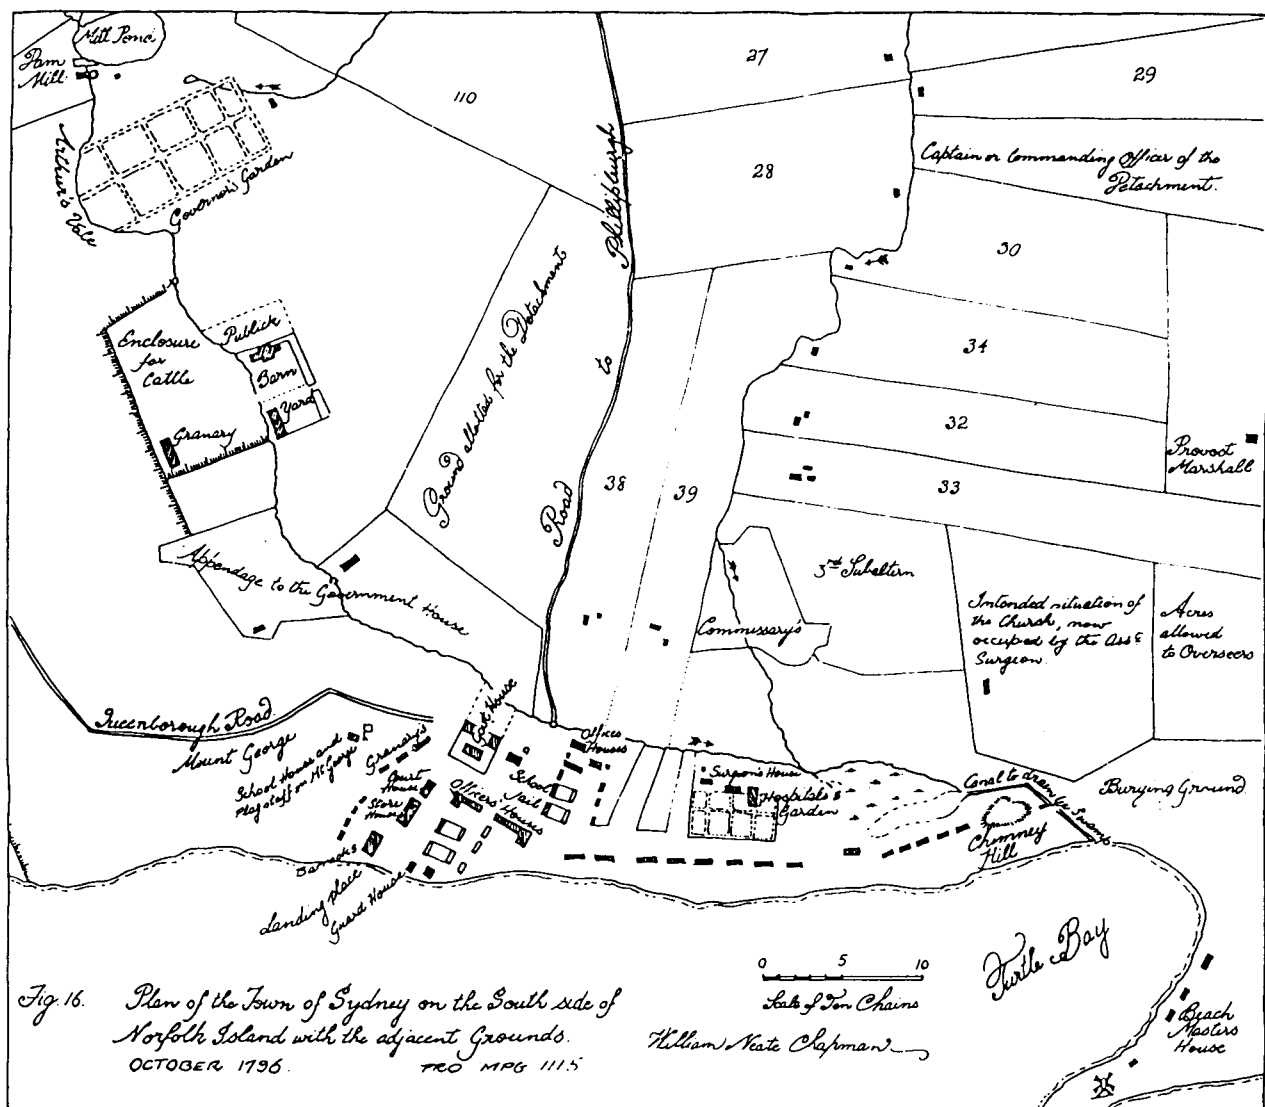 Mill Pond
Dam
Mill
Arthur's Vale
Governor's Garden
110
27
28
29
Captain or Commanding Officer of the
Detachment.
30
34
32
33
Provost
Marshall
Enclosure
for
Cattle
Publick
Barn
Yard
Granary
Ground allotted for the Detachment
Road to Phillipburgh
38
39
Appendage to the Government House
3rd Subaltern
Commissary's
Intended situation of
the Church, now
occupied by the Asst
Surgeon.
Acres
allowed
to Overseers
Queenborough Road
Mount George
School House and
Flagstaff on Mt George
Granary's
Court
House
Store
House
Barracks
Landing place
Guard House
Officers' Houses
School
Jail
Offices
Houses
Surgeon's House
Hospitals
Garden
Canal to drain ye Swamp
Chimney
Hill
Burying Ground
Turtle Bay
Beach
Masters
House
0 5 10
Scale of Ten Chains
Fig. 16. Plan of the Town of Sydney on the South side of
Norfolk Island with the adjacent Grounds.
OCTOBER 1796. PRO MPG 1115
William Neate Chapman